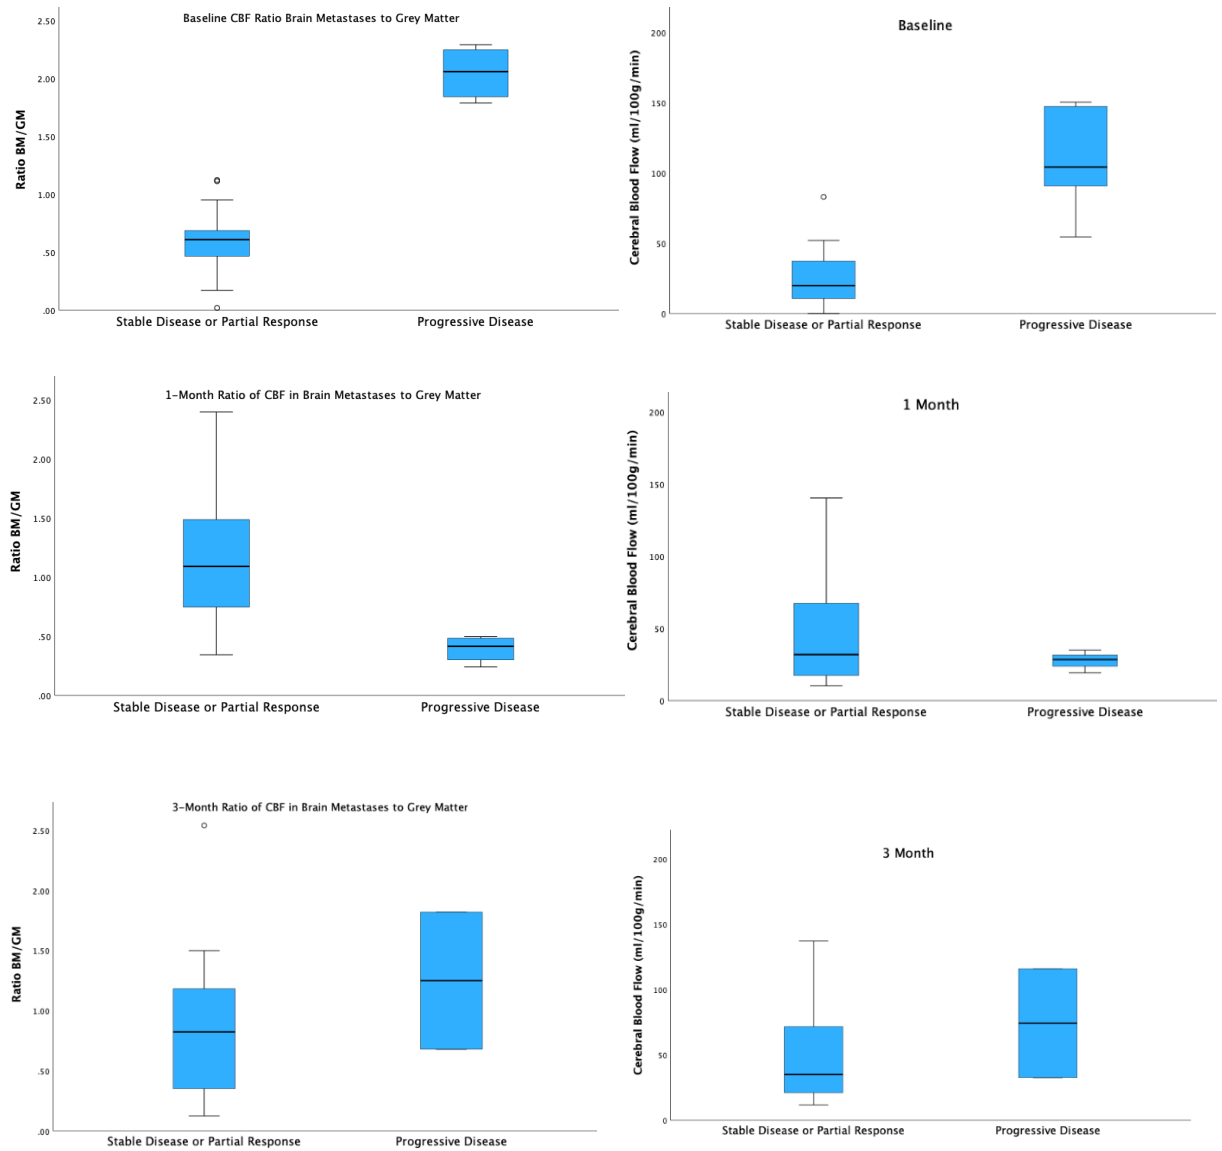 Baseline CBF Ratio Brain Metastases to Grey Matter
2.50
2.00
1.50
1.00
.50
.00
Ratio BM/GM
Stable Disease or Partial Response
Progressive Disease
Baseline
200
150
100
50
0
Cerebral Blood Flow (ml/100g/min)
Stable Disease or Partial Response
Progressive Disease
1-Month Ratio of CBF in Brain Metastases to Grey Matter
2.50
2.00
1.50
1.00
.50
.00
Ratio BM/GM
Stable Disease or Partial Response
Progressive Disease
1 Month
200
150
100
50
0
Cerebral Blood Flow (ml/100g/min)
Stable Disease or Partial Response
Progressive Disease
3-Month Ratio of CBF in Brain Metastases to Grey Matter
2.50
2.00
1.50
1.00
.50
.00
Ratio BM/GM
Stable Disease or Partial Response
Progressive Disease
3 Month
200
150
100
50
0
Cerebral Blood Flow (ml/100g/min)
Stable Disease or Partial Response
Progressive Disease